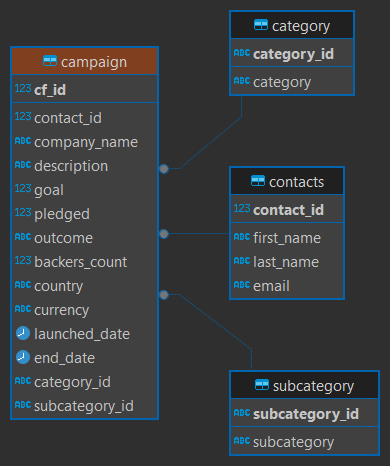 campaign
123 cf_id
123 contact_id
ABC company_name
ABC description
123 goal
123 pledged
ABC outcome
123 backers_count
ABC country
ABC currency
launched_date
end_date
ABC category_id
ABC subcategory_id
category
ABC category_id
ABC category
contacts
123 contact_id
ABC first_name
ABC last_name
ABC email
subcategory
ABC subcategory_id
ABC subcategory